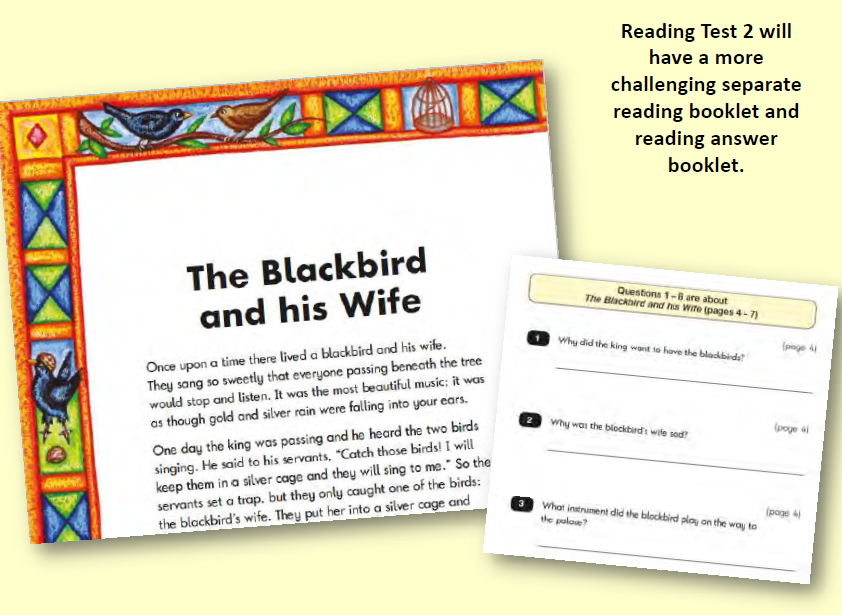 Reading Test 2 will
have a more
challenging separate
reading booklet and
reading answer
booklet.
The Blackbird
and his Wife
Once upon a time there lived a blackbird and his wife.
They sang so sweetly that everyone passing beneath the tree
would stop and listen. It was the most beautiful music; it was
as though gold and silver rain were falling into your ears.
One day the king was passing and he heard the two birds
singing. He said to his servants, "Catch those birds! I will
keep them in a silver cage and they will sing to me." So the
servants set a trap, but they only caught one of the birds:
the blackbird's wife. They put her into a silver cage and
Questions 1 – 6 are about
The Blackbird and his Wife (pages 4 – 7)
1 Why did the king want to have the blackbirds? (page 4)
2 Why was the blackbird's wife sad? (page 4)
3 What instrument did the blackbird play on the way to (page 4)
the palace?